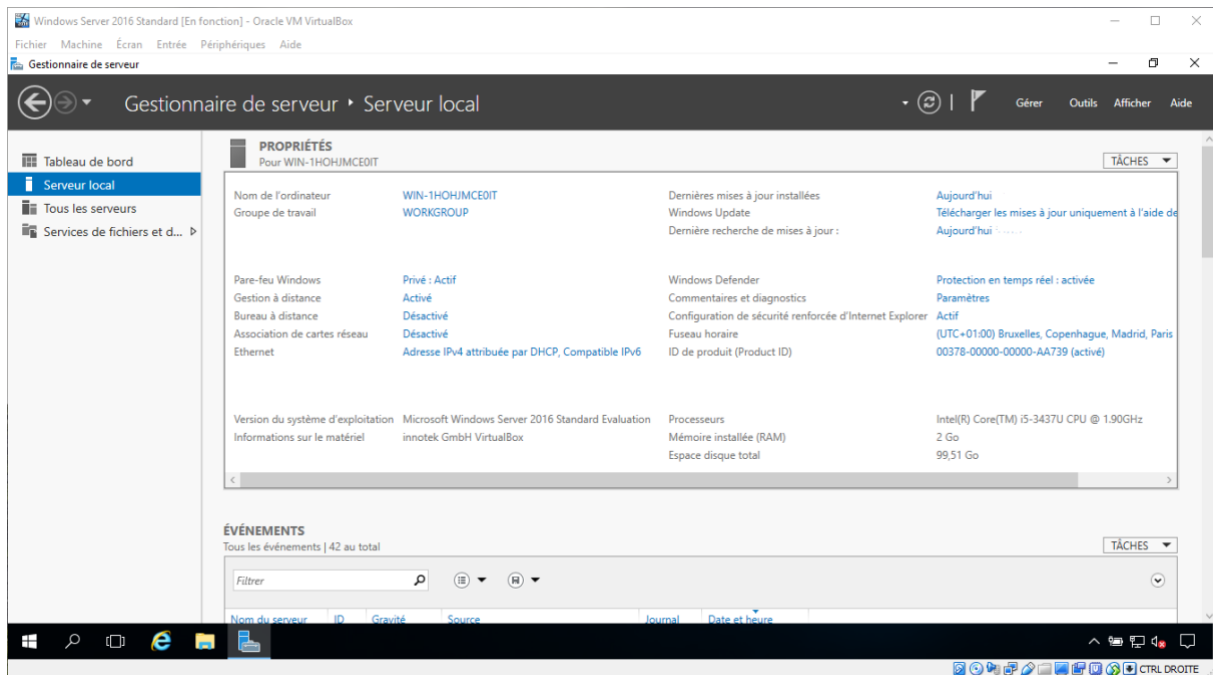 Windows Server 2016 Standard [En fonction] - Oracle VM VirtualBox
Fichier Machine Écran Entrée Périphériques Aide
Gestionnaire de serveur
Gestionnaire de serveur Serveur local
Gérer Outils Afficher Aide
Tableau de bord
Serveur local
Tous les serveurs
Services de fichiers et d...
PROPRIÉTÉS
Pour WIN-1HOHJMCE0IT
TÂCHES
Nom de l'ordinateur WIN-1HOHJMCE0IT Dernières mises à jour installées Aujourd'hui
Groupe de travail WORKGROUP Windows Update Télécharger les mises à jour uniquement à l'aide de
Dernière recherche de mises à jour : Aujourd'hui
Pare-feu Windows Privé : Actif Windows Defender Protection en temps réel : activée
Gestion à distance Activé Commentaires et diagnostics Paramètres
Bureau à distance Désactivé Configuration de sécurité renforcée d'Internet Explorer Actif
Association de cartes réseau Désactivé Fuseau horaire (UTC+01:00) Bruxelles, Copenhague, Madrid, Paris
Ethernet Adresse IPv4 attribuée par DHCP, Compatible IPv6 ID de produit (Product ID) 00378-00000-00000-AA739 (activé)
Version du système d'exploitation Microsoft Windows Server 2016 Standard Evaluation Processeurs Intel(R) Core(TM) i5-3437U CPU @ 1.90GHz
Informations sur le matériel innotek GmbH VirtualBox Mémoire installée (RAM) 2 Go
Espace disque total 99,51 Go
ÉVÉNEMENTS
Tous les événements | 42 au total
TÂCHES
Filtrer
Nom du serveur ID Gravité Source Journal Date et heure
CTRL DROITE